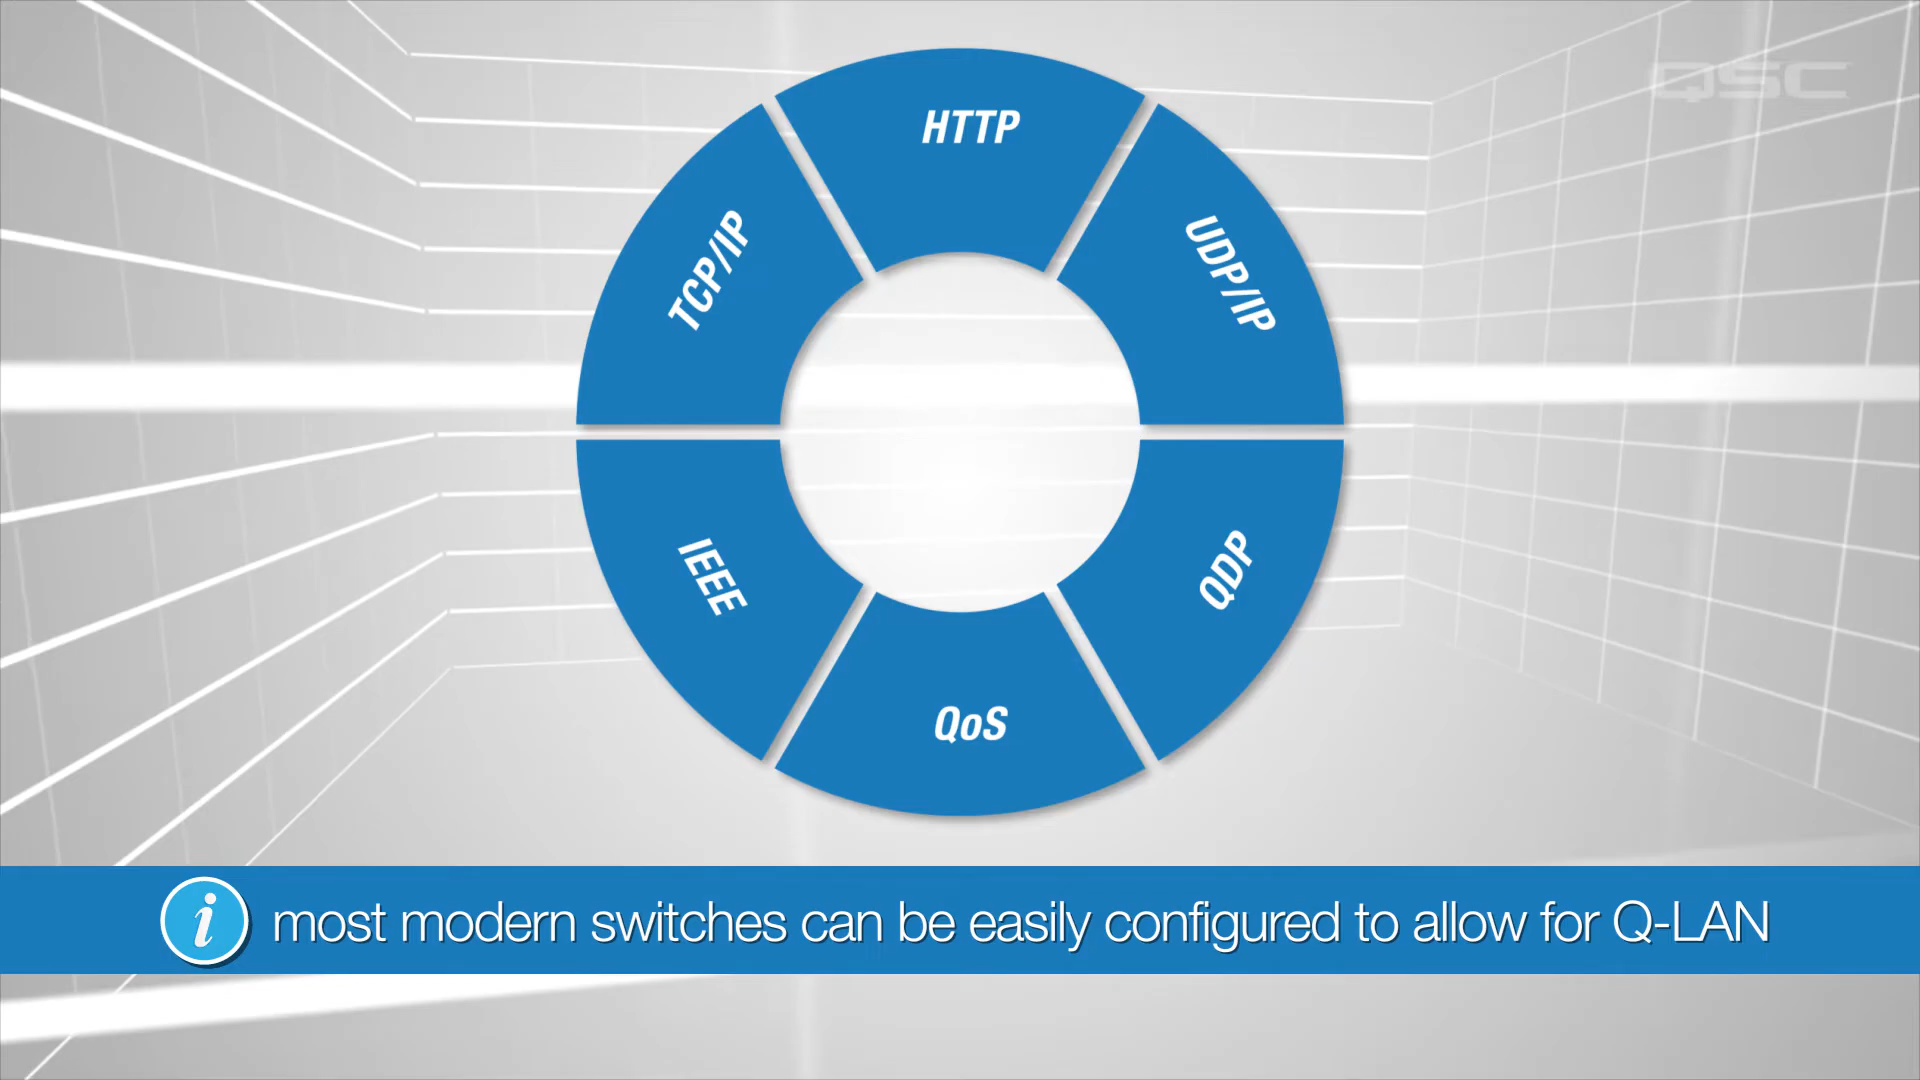 QSC
HTTP
TCP/IP
UDP/IP
IEEE
QDP
QoS
i most modern switches can be easily configured to allow for Q-LAN